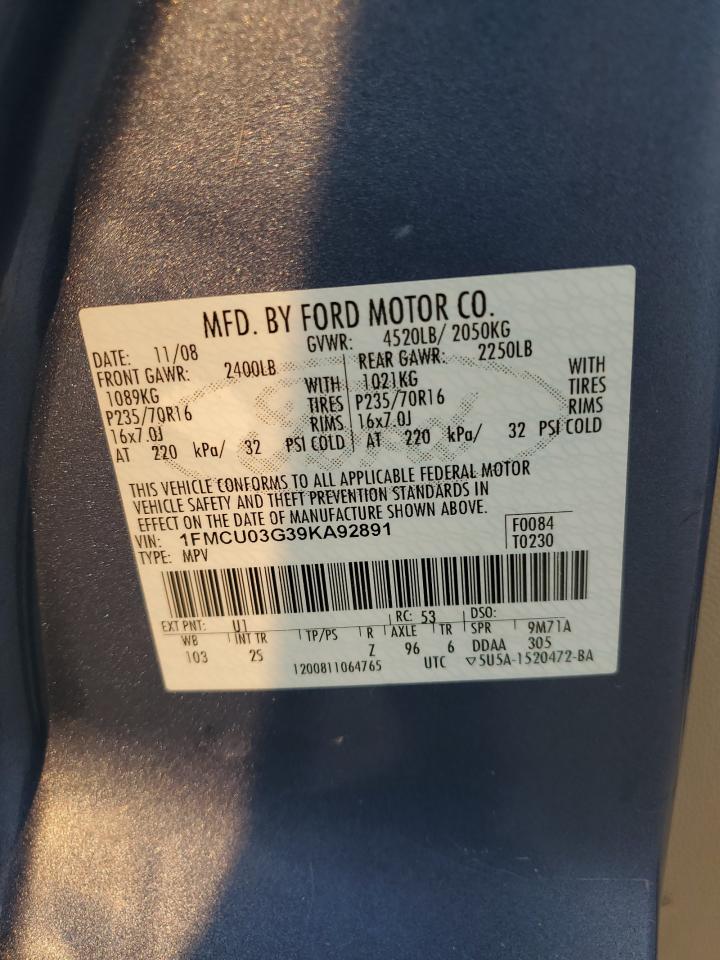 MFD. BY FORD MOTOR CO.
DATE: 11/08 GVWR: 4520LB/ 2050KG
FRONT GAWR: 2400LB REAR GAWR: 2250LB
1089KG WITH 1021KG WITH
P235/70R16 TIRES P235/70R16 TIRES
16x7.0J RIMS 16x7.0J RIMS
AT 220 kPa/ 32 PSI COLD AT 220 kPa/ 32 PSI COLD
Ford
THIS VEHICLE CONFORMS TO ALL APPLICABLE FEDERAL MOTOR
VEHICLE SAFETY AND THEFT PREVENTION STANDARDS IN
EFFECT ON THE DATE OF MANUFACTURE SHOWN ABOVE.
VIN: 1FMCU03G39KA92891 F0084
TYPE: MPV T0230
EXT PNT: U1 RC: 53 DSO:
WB INT TR TP/PS R AXLE TR SPR 9M71A
103 2S Z 96 6 DDAA 305
1200811064765 UTC ▽5U5A-1520472-BA